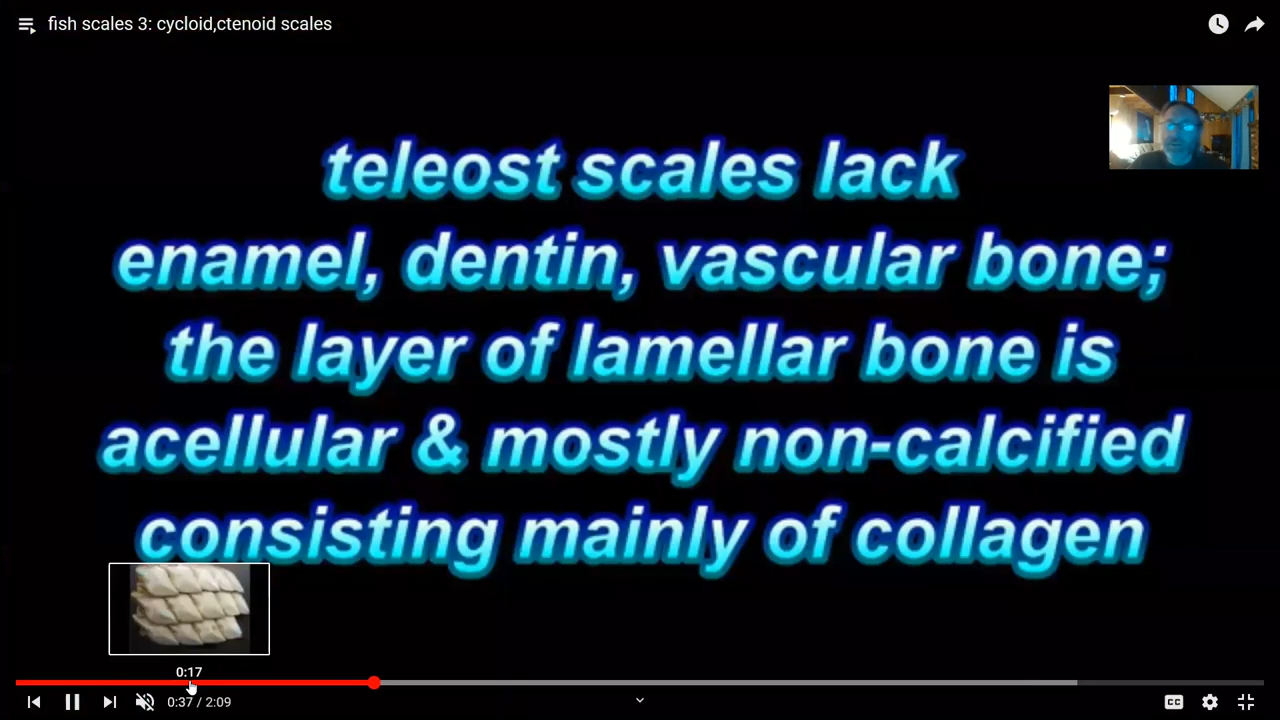 fish scales 3: cycloid,ctenoid scales
teleost scales lack
enamel, dentin, vascular bone;
the layer of lamellar bone is
acellular & mostly non-calcified
consisting mainly of collagen
0:17
0:37 / 2:09
CC